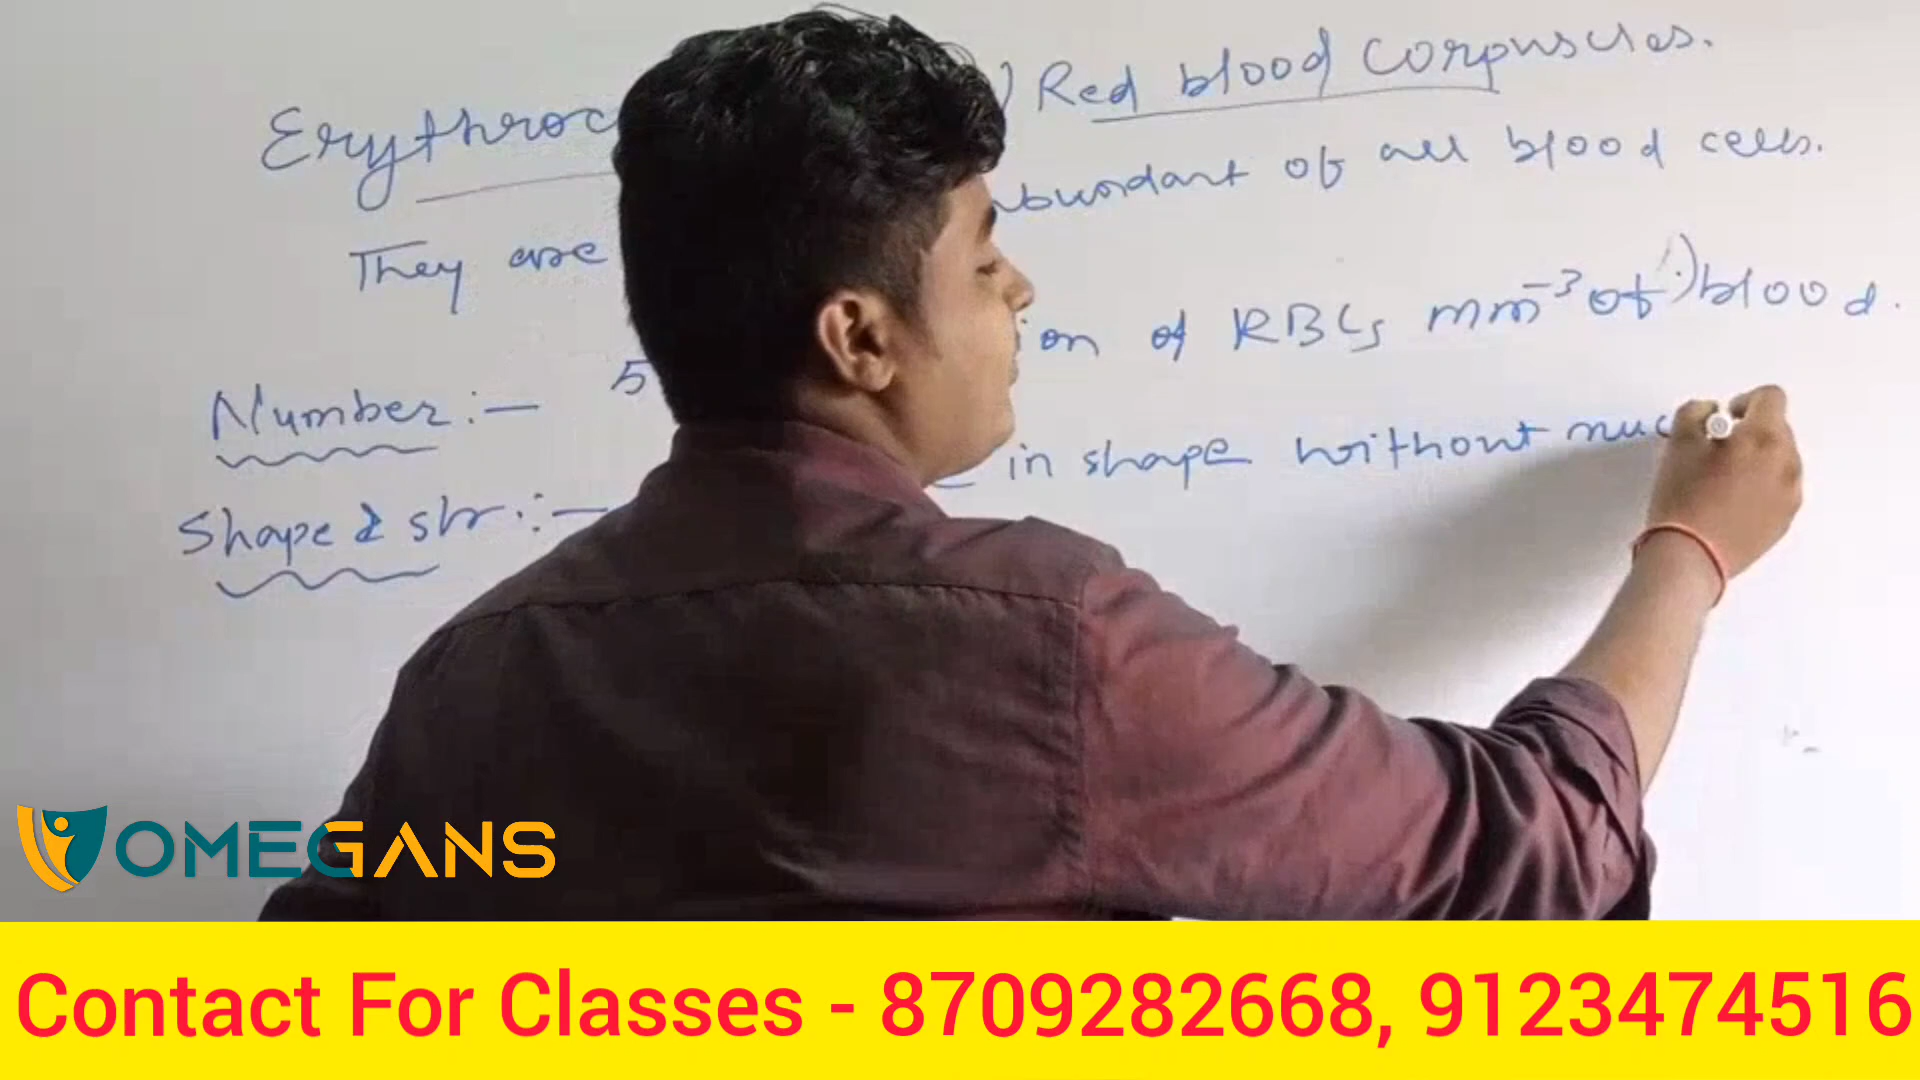 Erythroc ) Red blood corpuscles.
They are bundant of all blood cells.
Number :- 5 on of RBCs mm-3 of blood.
Shape & str. :- in shape without nuc
OMEGANS
Contact For Classes - 8709282668, 9123474516